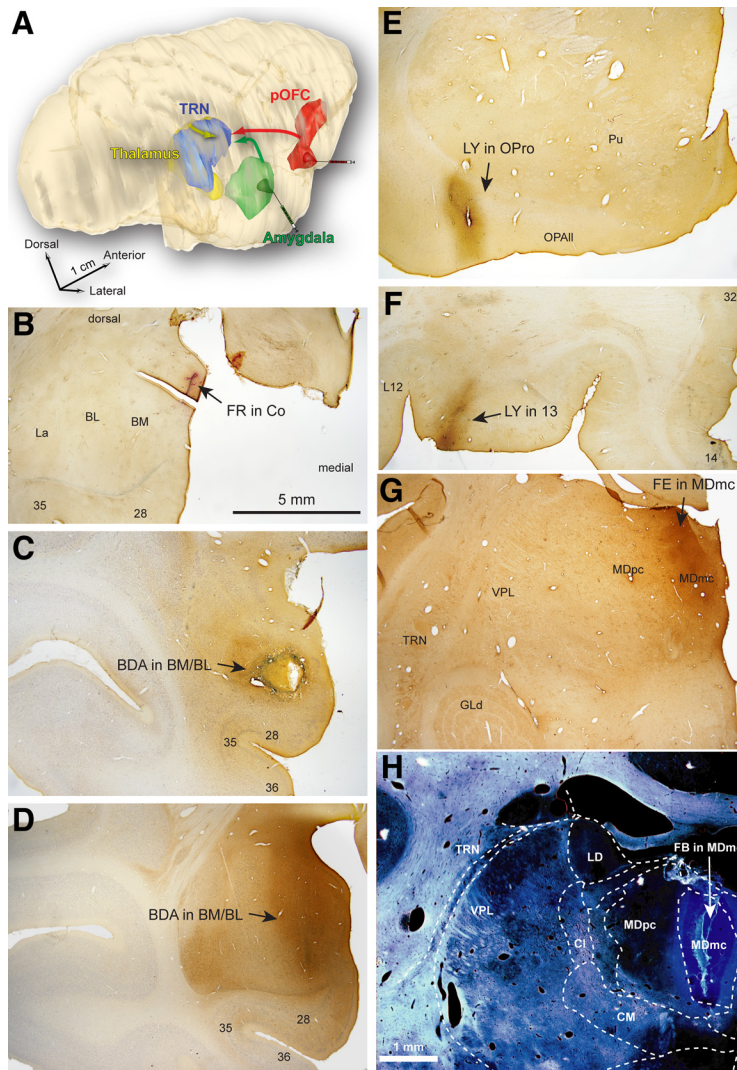 A
TRN
pOFC
Thalamus
Amygdala
Dorsal
Anterior
1 cm
Lateral
B
dorsal
FR in Co
BL
BM
La
medial
35
28
5 mm
C
BDA in BM/BL
35
28
36
D
BDA in BM/BL
35
28
36
E
LY in OPro
Pu
OPAll
F
32
L12
LY in 13
14
G
FE in MDmc
MDpc
MDmc
VPL
TRN
GLd
H
TRN
LD
FB in MDm
VPL
MDpc
Cl
MDmc
CM
1 mm